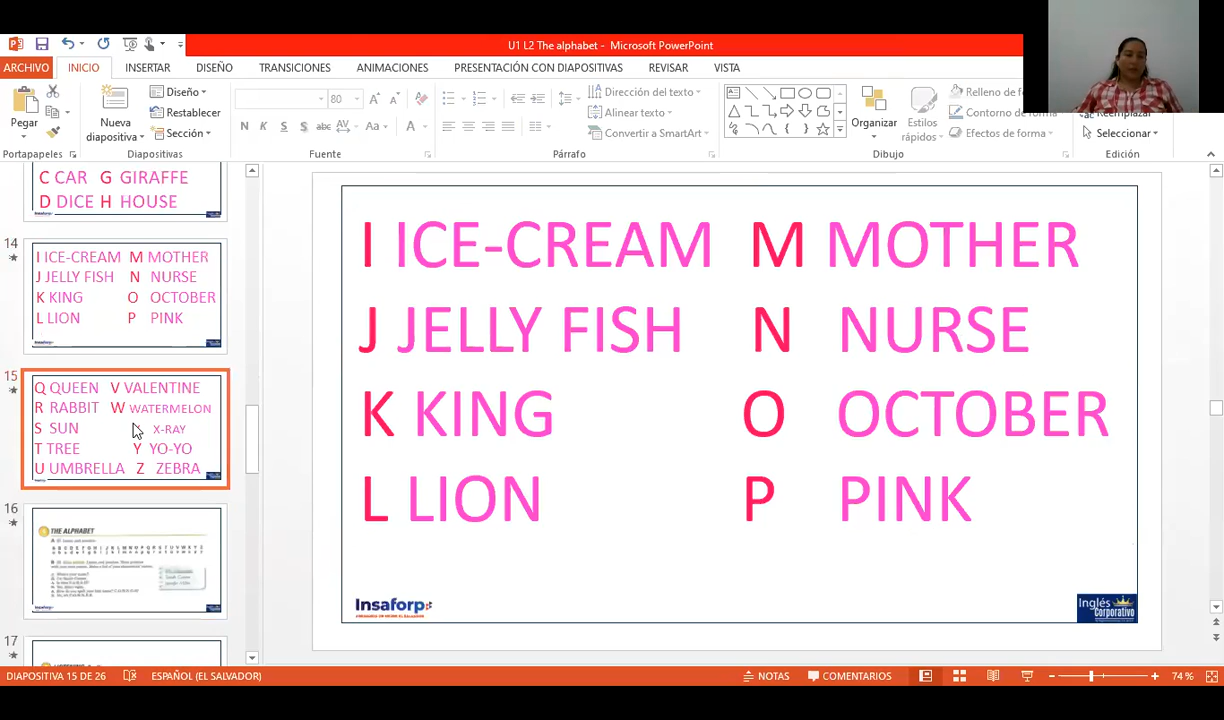 U1 L2 The alphabet - Microsoft PowerPoint
ARCHIVO INICIO INSERTAR DISEÑO TRANSICIONES ANIMACIONES PRESENTACIÓN CON DIAPOSITIVAS REVISAR VISTA
Pegar
Nueva diapositiva
Diseño
Restablecer
Sección
80
N K S S abc AV Aa A
Dirección del texto
Alinear texto
Convertir a SmartArt
Organizar
Estilos rápidos
Relleno de fo
Contorno de forma
Efectos de forma
Reemplazar
Seleccionar
Portapapeles Diapositivas Fuente Párrafo Dibujo Edición
C CAR G GIRAFFE
D DICE H HOUSE
14
I ICE-CREAM M MOTHER
J JELLY FISH N NURSE
K KING O OCTOBER
L LION P PINK
15
Q QUEEN V VALENTINE
R RABBIT W WATERMELON
S SUN X-RAY
T TREE Y YO-YO
U UMBRELLA Z ZEBRA
16
THE ALPHABET
17
I ICE-CREAM M MOTHER
J JELLY FISH N NURSE
K KING O OCTOBER
L LION P PINK
Insaforp
Inglés Corporativo
DIAPOSITIVA 15 DE 26 ESPAÑOL (EL SALVADOR) NOTAS COMENTARIOS 74 %